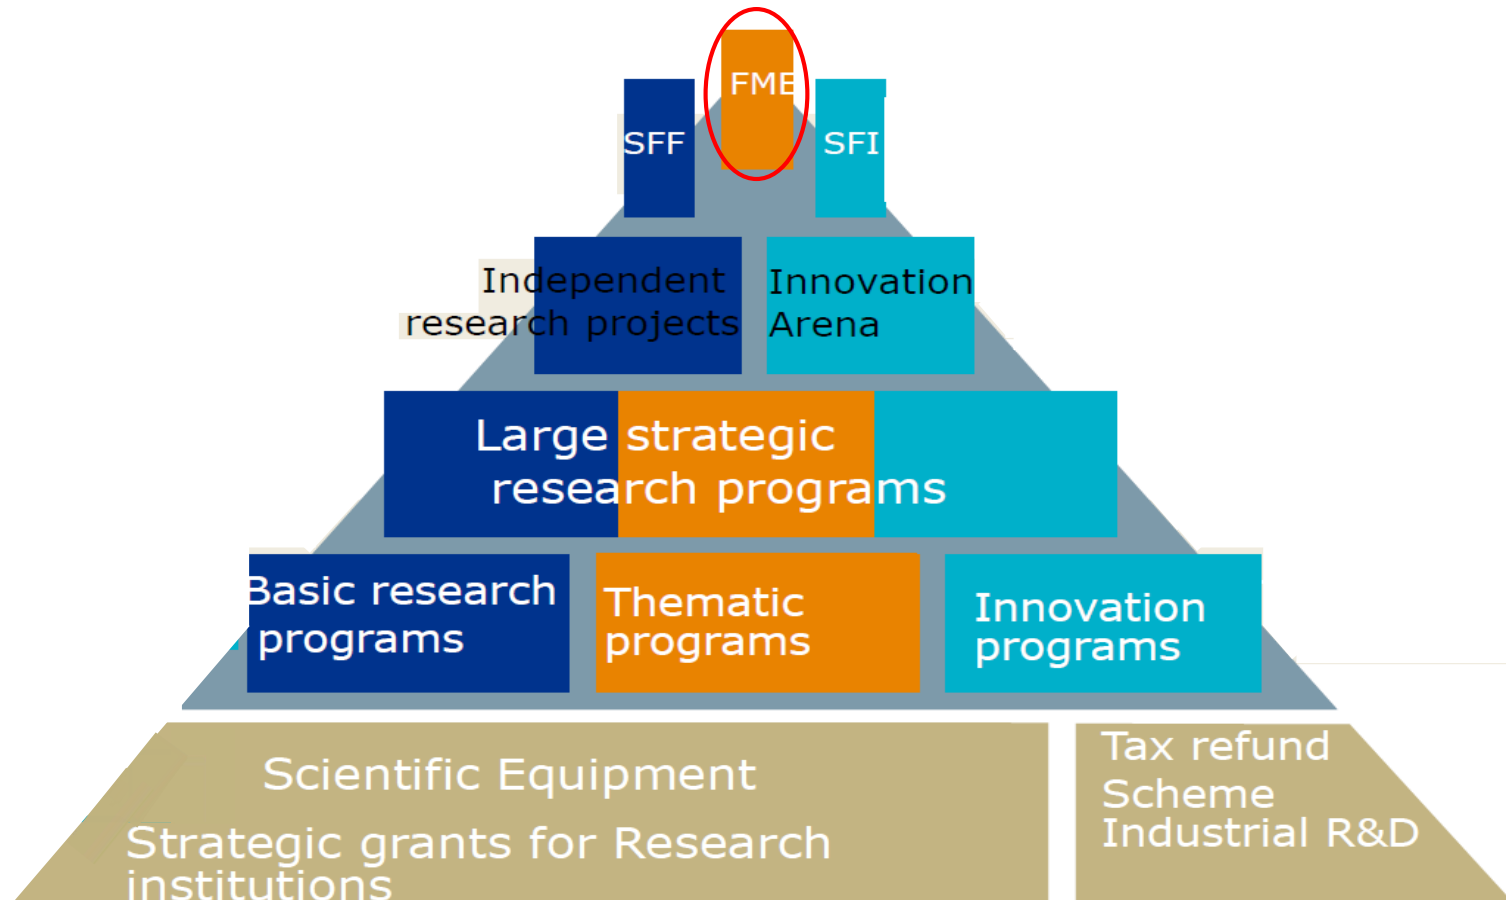 FME
SFF
SFI
Independent
research projects
Innovation
Arena
Large strategic
research programs
Basic research
programs
Thematic
programs
Innovation
programs
Scientific Equipment
Strategic grants for Research
institutions
Tax refund
Scheme
Industrial R&D